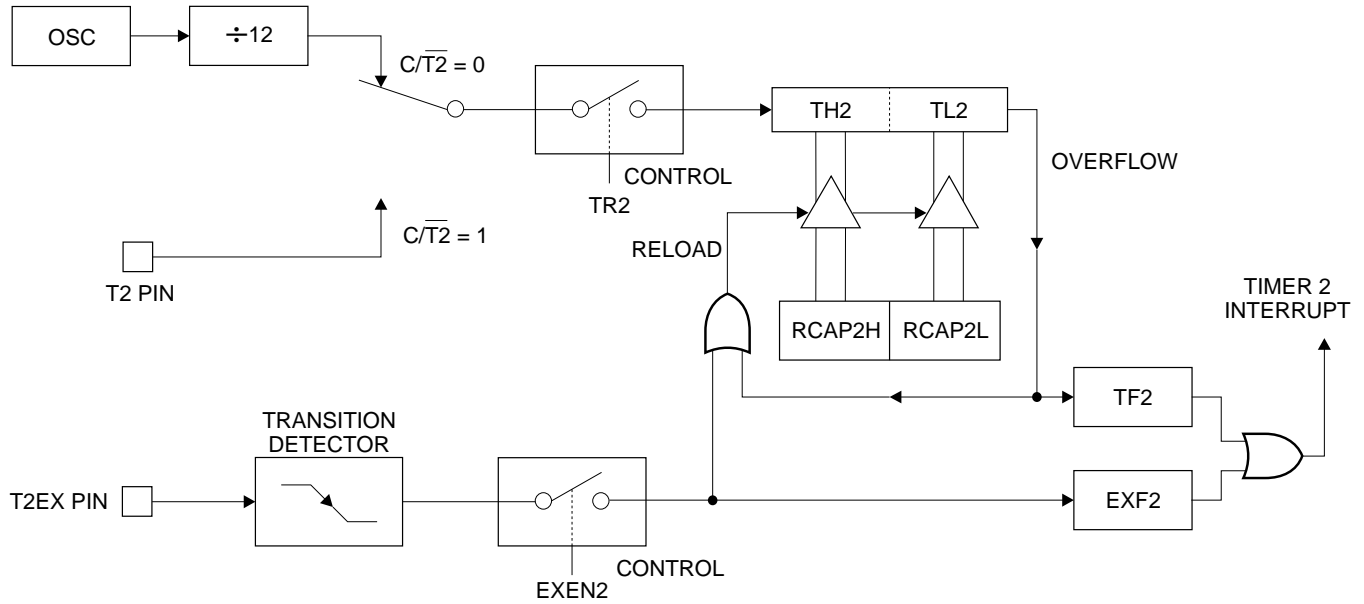 OSC
÷12
C/T2 = 0
TH2
TL2
OVERFLOW
CONTROL
TR2
C/T2 = 1
RELOAD
T2 PIN
TIMER 2
INTERRUPT
RCAP2H
RCAP2L
TF2
TRANSITION
DETECTOR
T2EX PIN
EXF2
CONTROL
EXEN2